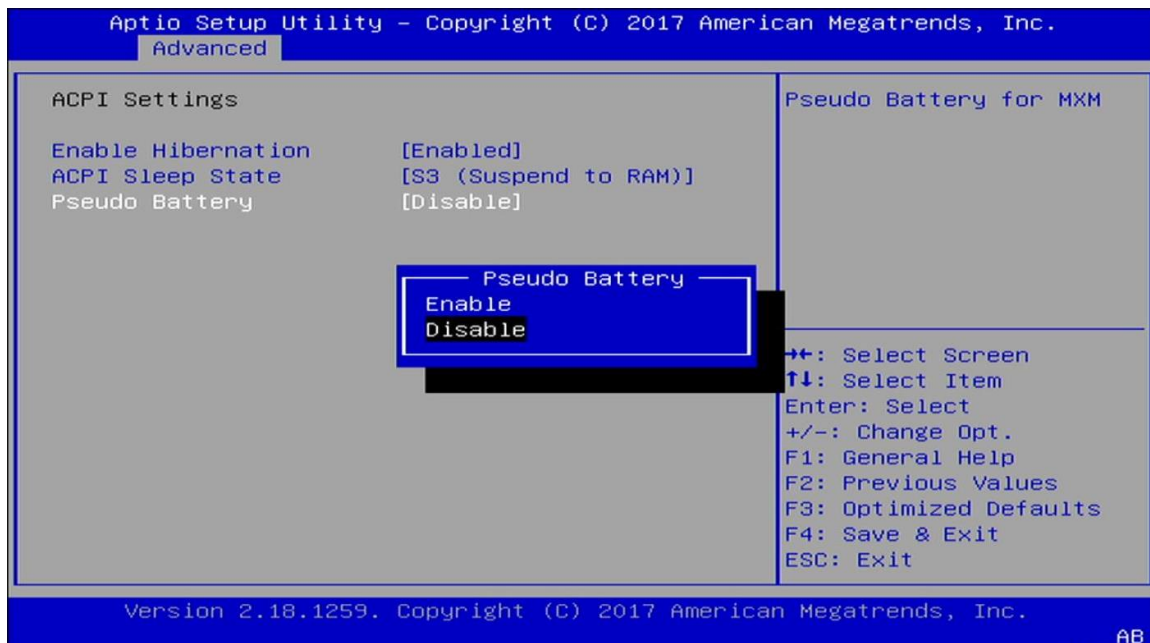 Aptio Setup Utility – Copyright (C) 2017 American Megatrends, Inc.
Advanced
ACPI Settings
Enable Hibernation [Enabled]
ACPI Sleep State [S3 (Suspend to RAM)]
Pseudo Battery [Disable]
Pseudo Battery
Enable
Disable
Pseudo Battery for MXM
→←: Select Screen
↑↓: Select Item
Enter: Select
+/-: Change Opt.
F1: General Help
F2: Previous Values
F3: Optimized Defaults
F4: Save & Exit
ESC: Exit
Version 2.18.1259. Copyright (C) 2017 American Megatrends, Inc.
AB